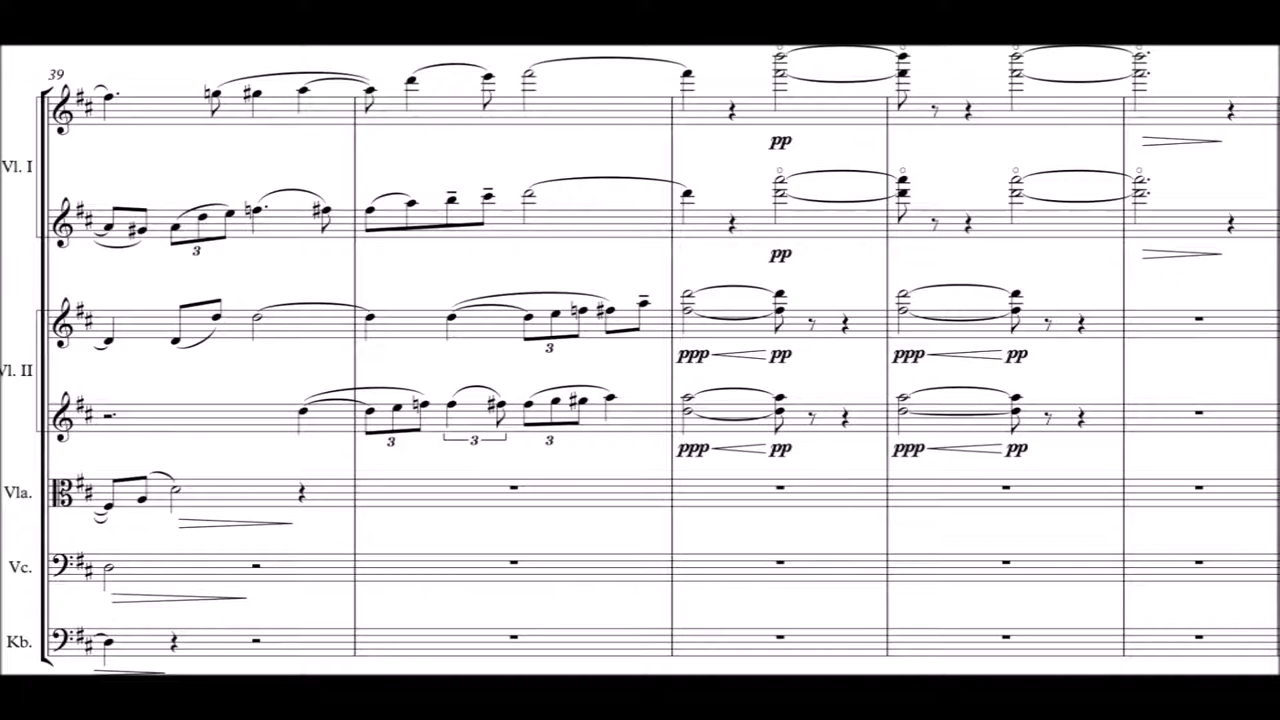 39
Vl. I
pp
3
pp
3
ppp pp ppp pp
Vl. II
3 3 3
ppp pp ppp pp
Vla.
Vc.
Kb.